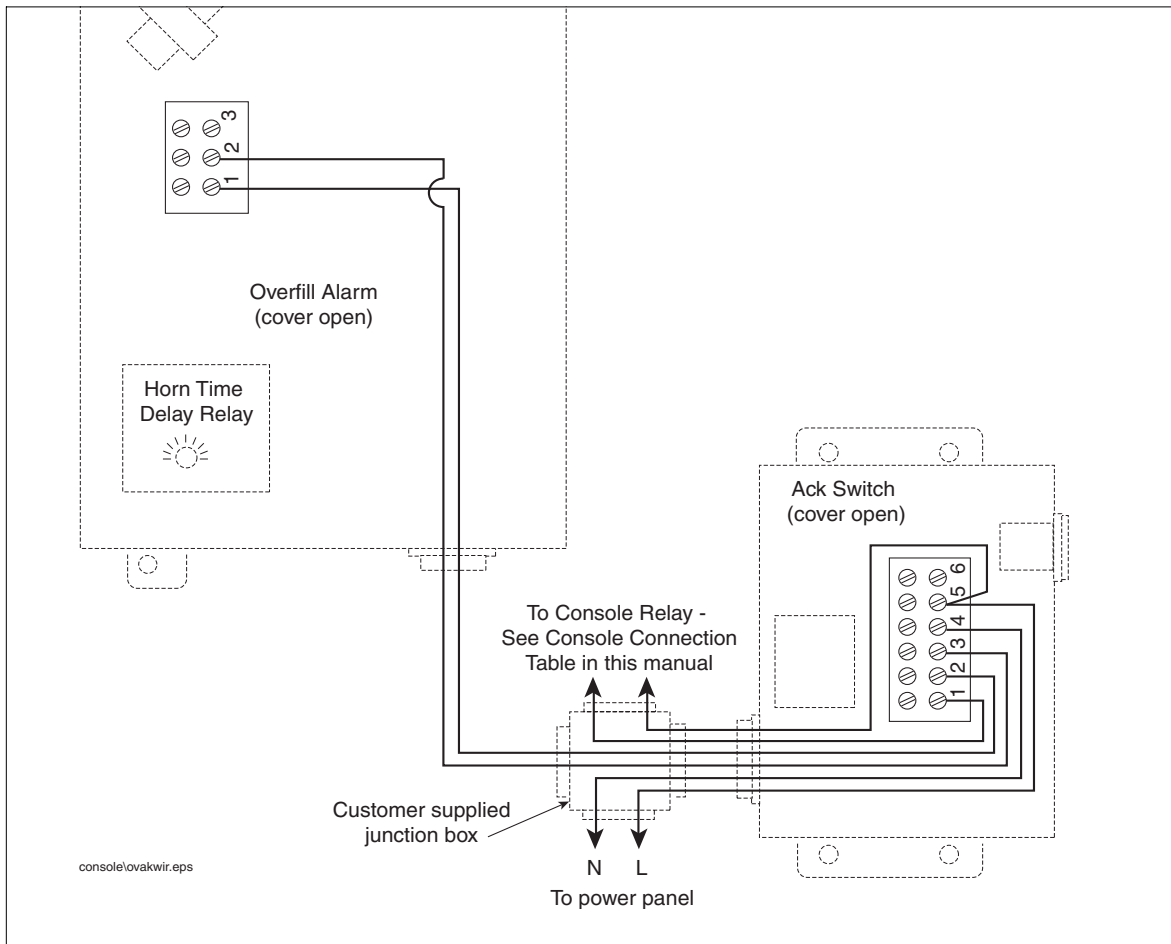 3
2
1
Overfill Alarm
(cover open)
Horn Time
Delay Relay
Ack Switch
(cover open)
6
5
4
3
2
1
To Console Relay -
See Console Connection
Table in this manual
Customer supplied
junction box
N L
To power panel
console\ovakwir.eps